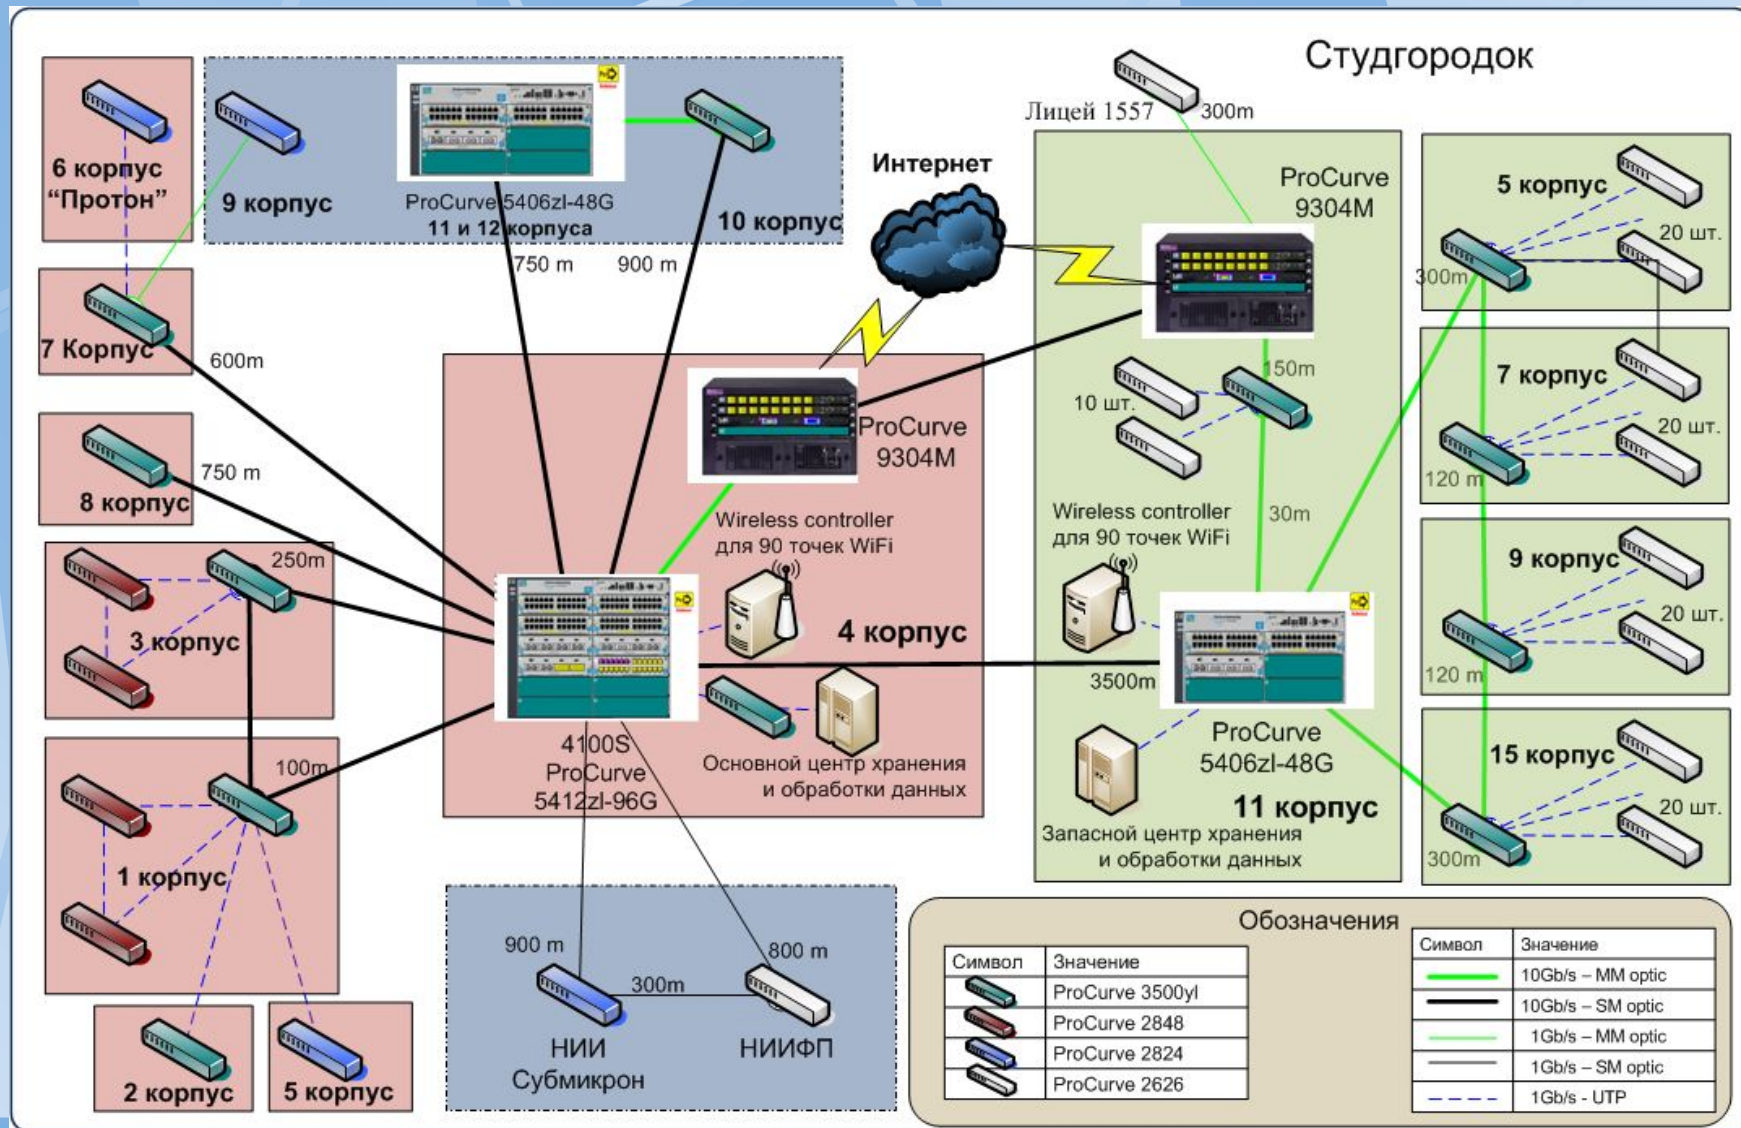 Студгородок
6 корпус
“Протон”
9 корпус
ProCurve 5406zl-48G
11 и 12 корпуса
10 корпус
750 m
900 m
Интернет
Лицей 1557
300m
ProCurve
9304M
5 корпус
20 шт.
300m
7 Корпус
600m
7 корпус
20 шт.
120 m
150m
10 шт.
ProCurve
9304M
8 корпус
750 m
Wireless controller
для 90 точек WiFi
Wireless controller
для 90 точек WiFi
30m
9 корпус
20 шт.
120 m
250m
3 корпус
4 корпус
3500m
4100S
ProCurve
5412zl-96G
Основной центр хранения
и обработки данных
ProCurve
5406zl-48G
11 корпус
Запасной центр хранения
и обработки данных
15 корпус
20 шт.
300m
100m
1 корпус
2 корпус
5 корпус
900 m
800 m
300m
НИИ
Субмикрон
НИИФП
Обозначения
Символ Значение
ProCurve 3500yl
ProCurve 2848
ProCurve 2824
ProCurve 2626
Символ Значение
10Gb/s – MM optic
10Gb/s – SM optic
1Gb/s – MM optic
1Gb/s – SM optic
1Gb/s - UTP